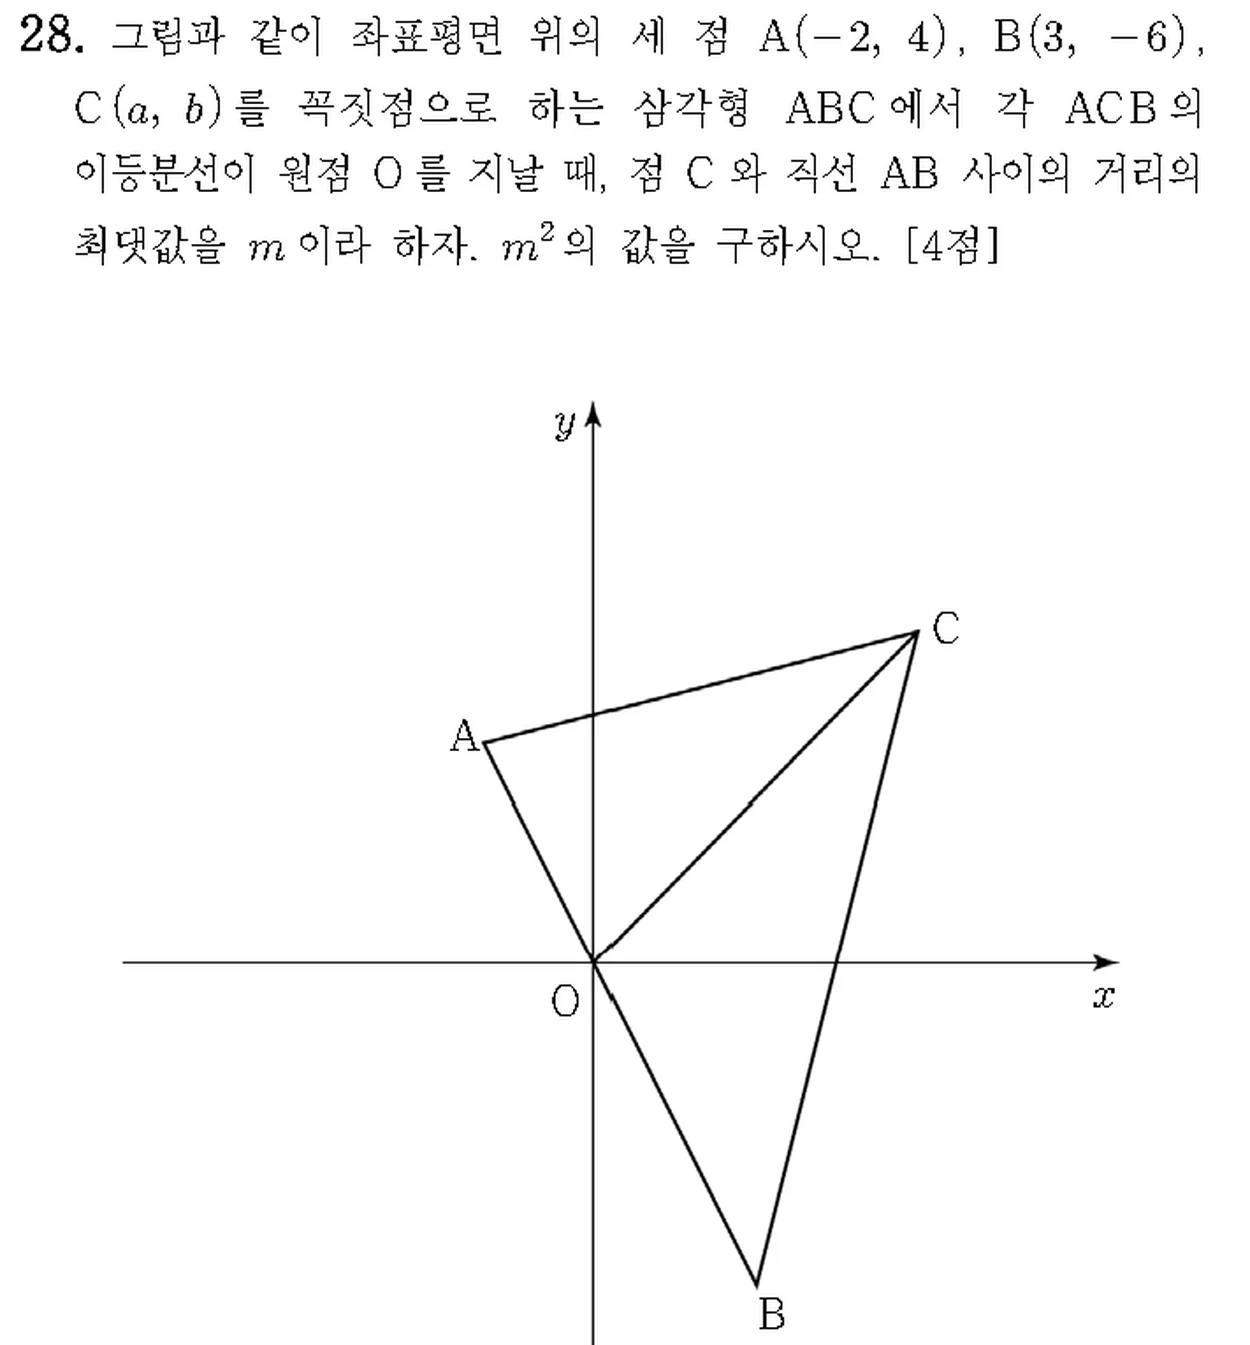 28. 그림과 같이 좌표평면 위의 세 점 A(−2, 4), B(3, −6),
C(a, b)를 꼭짓점으로 하는 삼각형 ABC에서 각 ACB의
이등분선이 원점 O를 지날 때, 점 C와 직선 AB 사이의 거리의
최댓값을 m이라 하자. m²의 값을 구하시오. [4점]
y
C
A
O
x
B